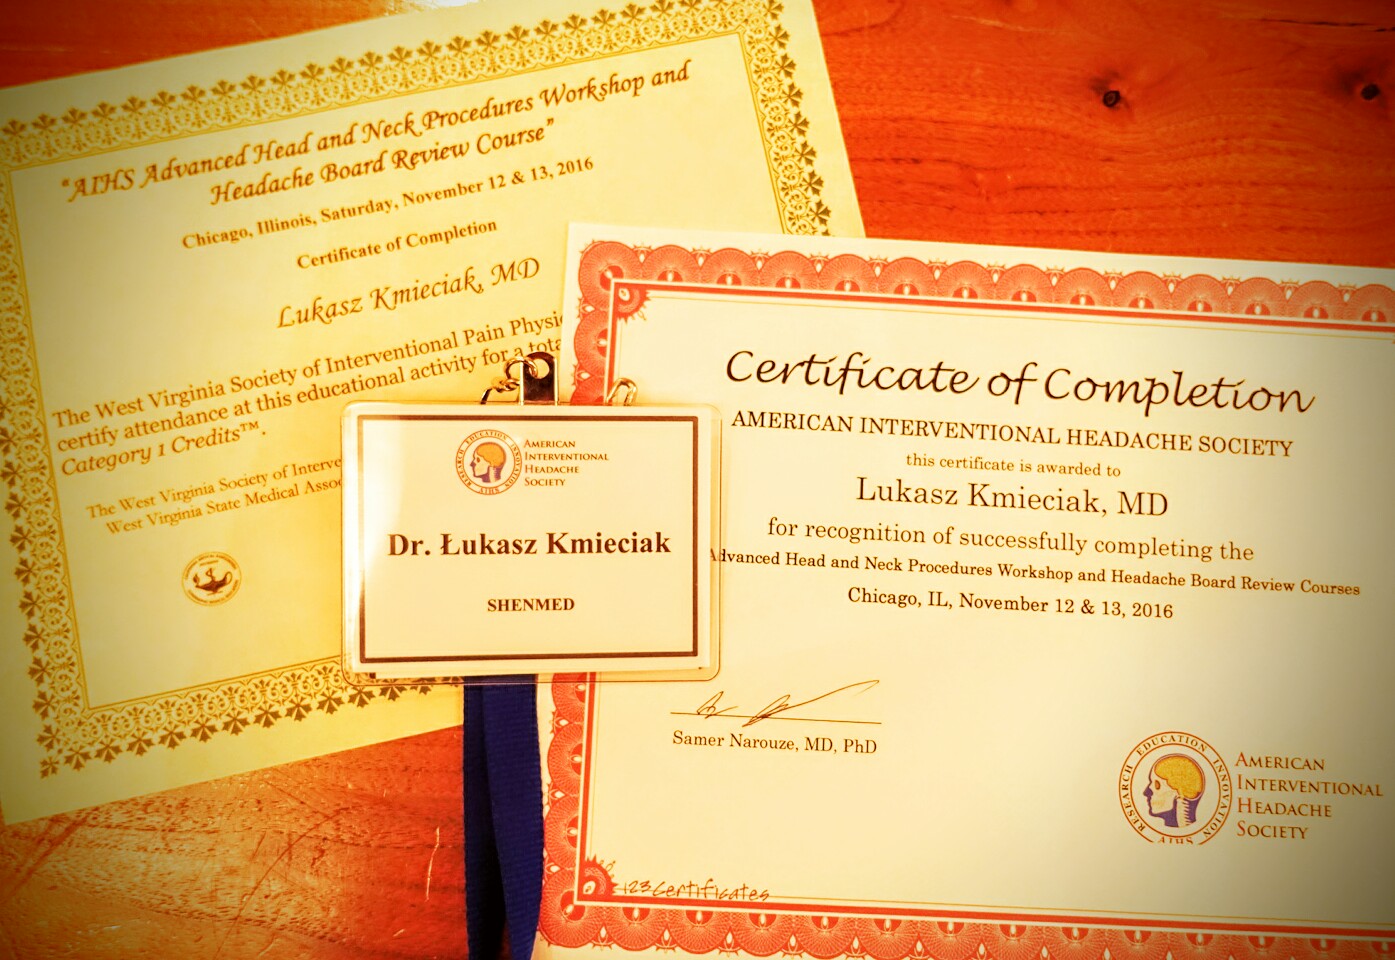 "AIHS Advanced Head and Neck Procedures Workshop and
Headache Board Review Course"
Chicago, Illinois, Saturday, November 12 & 13, 2016
Certificate of Completion
Lukasz Kmieciak, MD
The West Virginia Society of Interventional Pain
certify attendance at this educational activity for a
Category 1 Credits™.
The West Virginia Society of
West Virginia State Medical
RESEARCH EDUCATION INNOVATION
AIHS
AMERICAN
INTERVENTIONAL
HEADACHE
SOCIETY
Dr. Łukasz Kmieciak
SHENMED
Certificate of Completion
AMERICAN INTERVENTIONAL HEADACHE SOCIETY
this certificate is awarded to
Lukasz Kmieciak, MD
for recognition of successfully completing the
Advanced Head and Neck Procedures Workshop and Headache Board Review Courses
Chicago, IL, November 12 & 13, 2016
Samer Narouze, MD, PhD
RESEARCH EDUCATION INNOVATION
AIHS
AMERICAN
INTERVENTIONAL
HEADACHE
SOCIETY
123Certificates